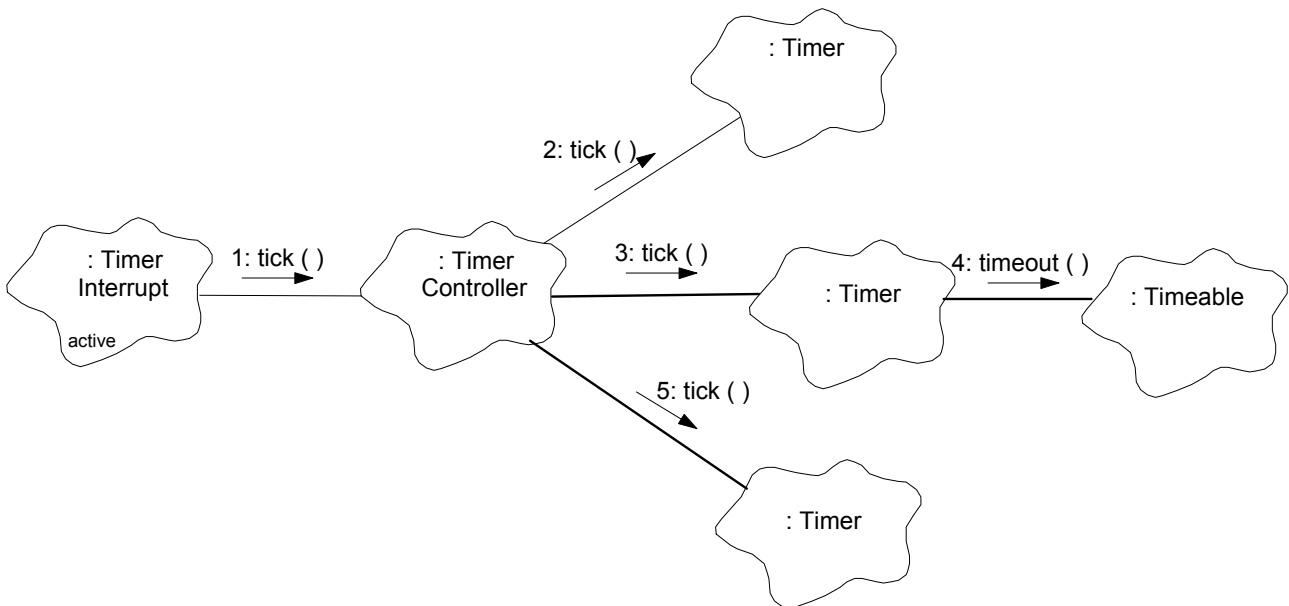 : Timer
2: tick ( )
: Timer
Interrupt
active
1: tick ( )
: Timer
Controller
3: tick ( )
: Timer
4: timeout ( )
: Timeable
5: tick ( )
: Timer